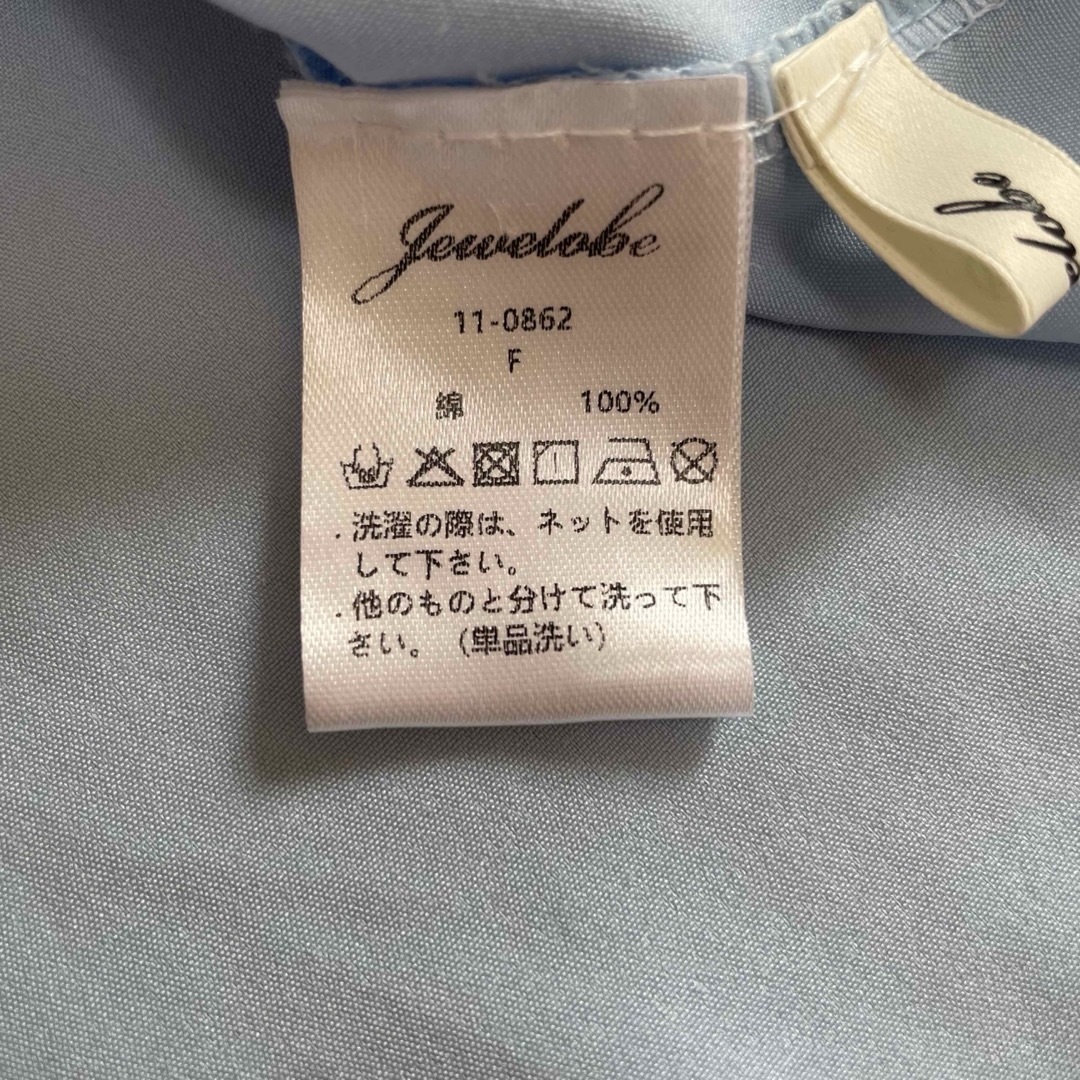 Jewelobe
11-0862
F
綿 100%
.洗濯の際は、ネットを使用
して下さい。
.他のものと分けて洗って下
さい。（単品洗い）